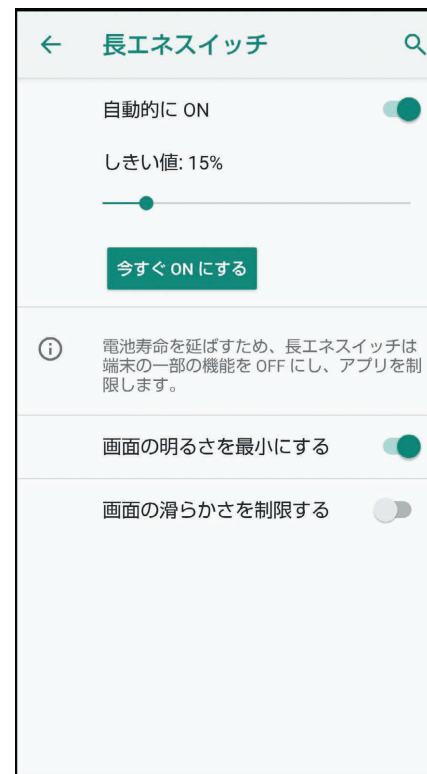 長エネスイッチ
自動的に ON
しきい値: 15%
今すぐ ON にする
電池寿命を延ばすため、長エネスイッチは
端末の一部の機能を OFF にし、アプリを制
限します。
画面の明るさを最小にする
画面の滑らかさを制限する